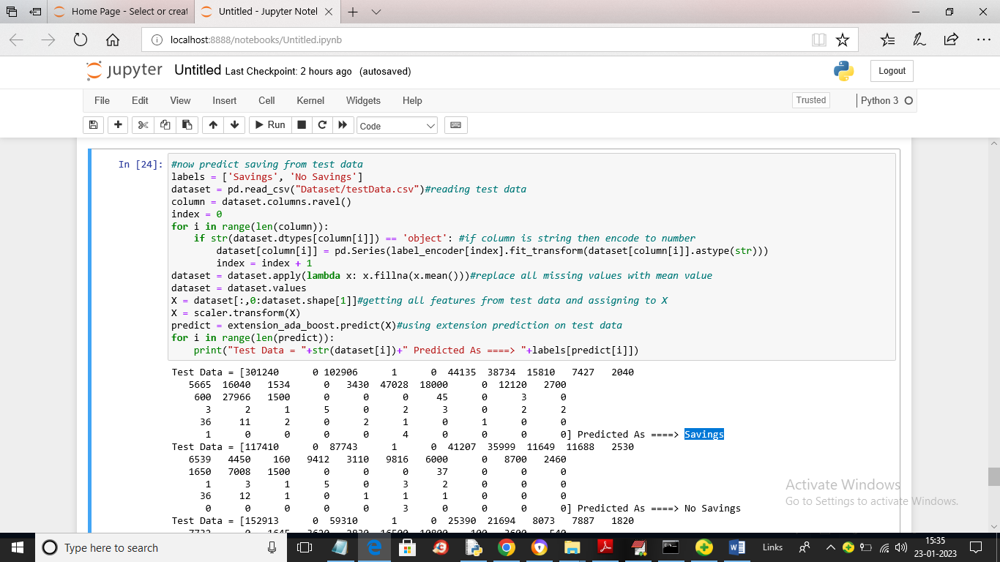 Home Page - Select or creat
Untitled - Jupyter Notel
localhost:8888/notebooks/Untitled.ipynb
jupyter Untitled Last Checkpoint: 2 hours ago (autosaved)
Logout
File Edit View Insert Cell Kernel Widgets Help
Trusted
Python 3
Run
Code
In [24]:
#now predict saving from test data
labels = ['Savings', 'No Savings']
dataset = pd.read_csv("Dataset/testData.csv")#reading test data
column = dataset.columns.ravel()
index = 0
for i in range(len(column)):
    if str(dataset.dtypes[column[i]]) == 'object': #if column is string then encode to number
        dataset[column[i]] = pd.Series(label_encoder[index].fit_transform(dataset[column[i]].astype(str)))
        index = index + 1
dataset = dataset.apply(lambda x: x.fillna(x.mean()))#replace all missing values with mean value
dataset = dataset.values
X = dataset[:,0:dataset.shape[1]]#getting all features from test data and assigning to X
X = scaler.transform(X)
predict = extension_ada_boost.predict(X)#using extension prediction on test data
for i in range(len(predict)):
    print("Test Data = "+str(dataset[i])+" Predicted As ====> "+labels[predict[i]])
Test Data = [301240 0 102906 1 0 44135 38734 15810 7427 2040
5665 16040 1534 0 3430 47028 18000 0 12120 2700
600 27966 1500 0 0 0 45 0 3 0
3 2 1 5 0 2 3 0 2 2
36 11 2 0 2 1 0 1 0 0
1 0 0 0 0 4 0 0 0 0] Predicted As ====> Savings
Test Data = [117410 0 87743 1 0 41207 35999 11649 11688 2530
6539 4450 160 9412 3110 9816 6000 0 8700 2460
1650 7008 1500 0 0 0 37 0 0 0
1 3 1 5 0 3 2 0 0 0
36 12 1 0 1 1 1 0 0 0
0 0 0 0 0 3 0 0 0 0] Predicted As ====> No Savings
Test Data = [152913 0 59310 1 0 25390 21694 8073 7887 1820
Activate Windows
Go to Settings to activate Windows.
Type here to search
Links
15:35
23-01-2023